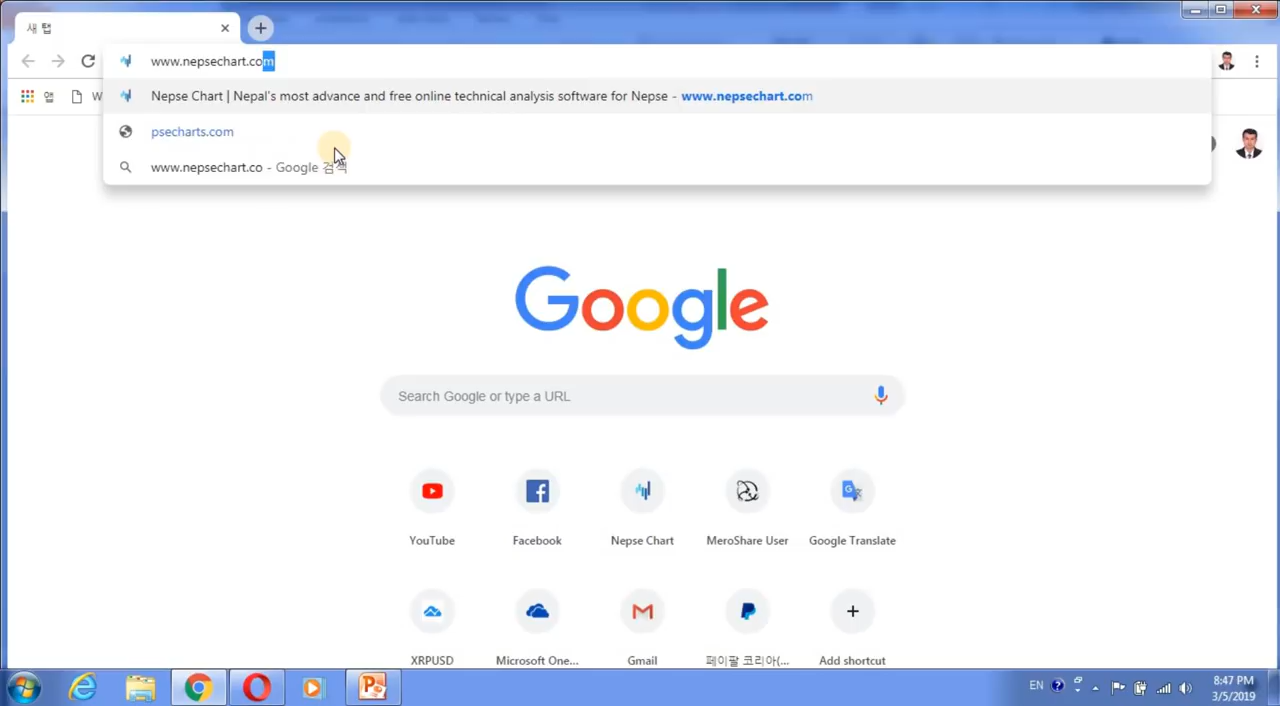 새 탭
www.nepsechart.com
앱 W
Nepse Chart | Nepal's most advance and free online technical analysis software for Nepse - www.nepsechart.com
psecharts.com
www.nepsechart.co - Google 검색
Google
Search Google or type a URL
YouTube Facebook Nepse Chart MeroShare User Google Translate
XRPUSD Microsoft One... Gmail 페이팔 코리아(... Add shortcut
EN
8:47 PM
3/5/2019